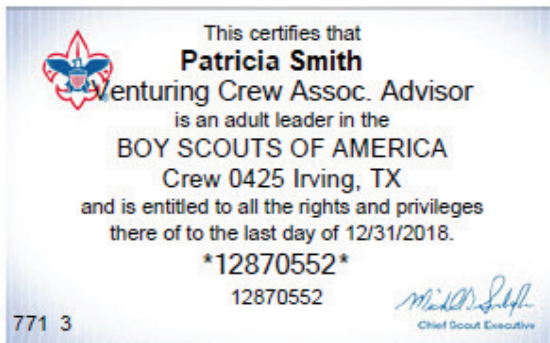 This certifies that
Patricia Smith
Venturing Crew Assoc. Advisor
is an adult leader in the
BOY SCOUTS OF AMERICA
Crew 0425 Irving, TX
and is entitled to all the rights and privileges
there of to the last day of 12/31/2018.
*12870552*
12870552
771 3
Chief Scout Executive